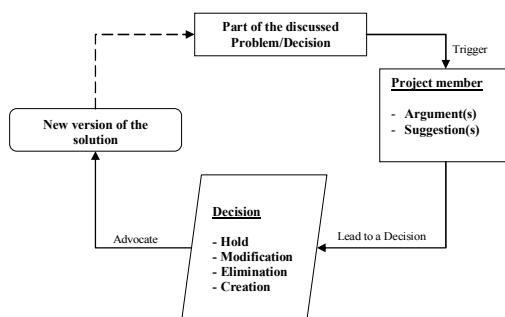 Part of the discussed
Problem/Decision
Trigger
Project member
- Argument(s)
- Suggestion(s)
New version of the
solution
Decision
- Hold
- Modification
- Elimination
- Creation
Advocate
Lead to a Decision